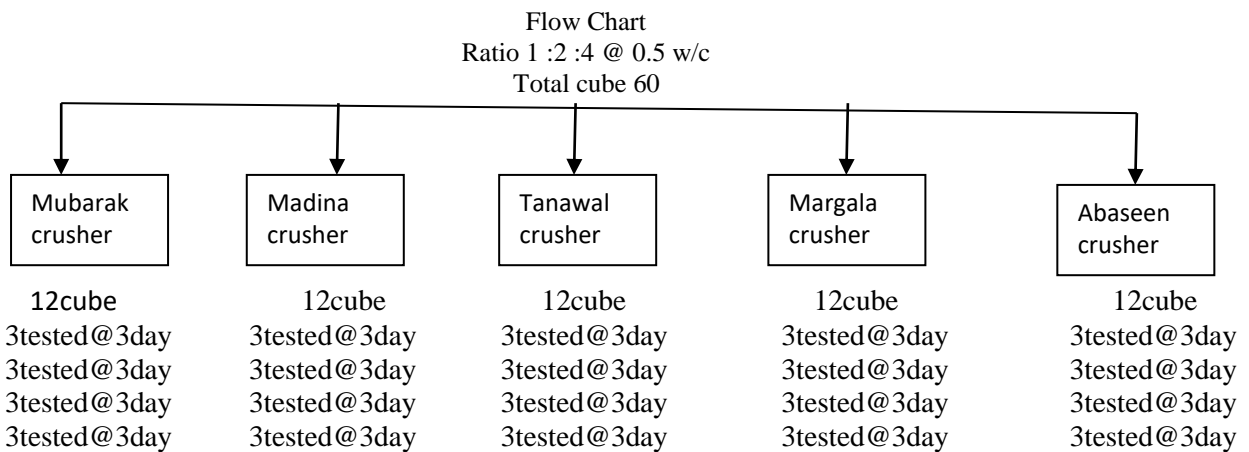 Flow Chart
Ratio 1 :2 :4 @ 0.5 w/c
Total cube 60
Mubarak
crusher
Madina
crusher
Tanawal
crusher
Margala
crusher
Abaseen
crusher
12cube 12cube 12cube 12cube 12cube
3tested@3day 3tested@3day 3tested@3day 3tested@3day 3tested@3day
3tested@3day 3tested@3day 3tested@3day 3tested@3day 3tested@3day
3tested@3day 3tested@3day 3tested@3day 3tested@3day 3tested@3day
3tested@3day 3tested@3day 3tested@3day 3tested@3day 3tested@3day